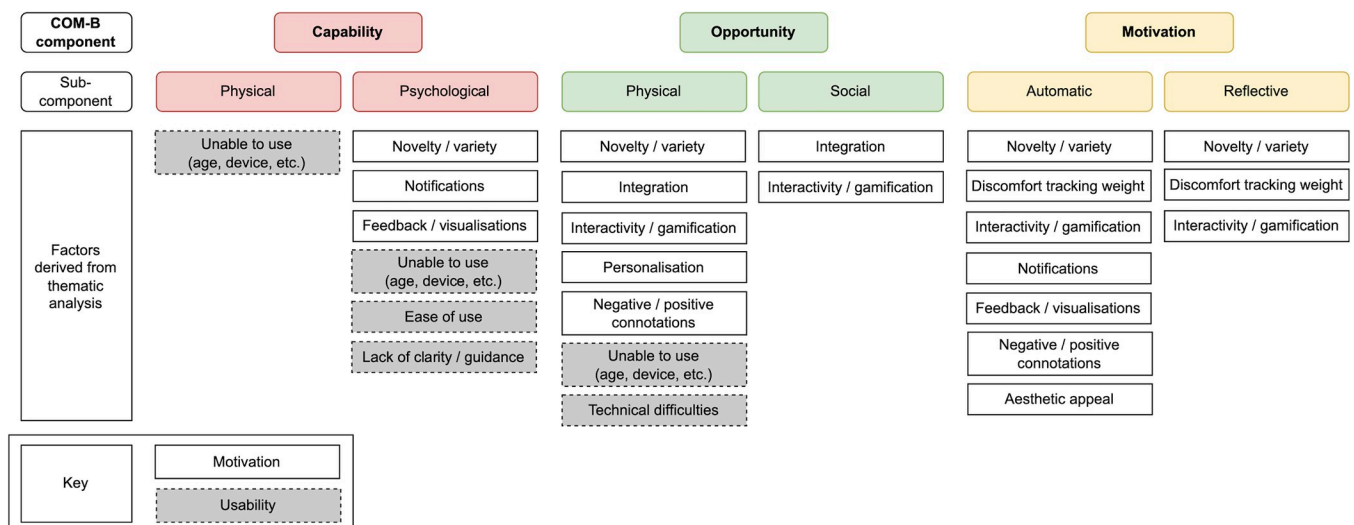 COM-B
component
Capability
Opportunity
Motivation
Sub-
component
Physical
Psychological
Physical
Social
Automatic
Reflective
Factors
derived from
thematic
analysis
Unable to use
(age, device, etc.)
Novelty / variety
Notifications
Feedback / visualisations
Unable to use
(age, device, etc.)
Ease of use
Lack of clarity / guidance
Novelty / variety
Integration
Interactivity / gamification
Personalisation
Negative / positive
connotations
Unable to use
(age, device, etc.)
Technical difficulties
Integration
Interactivity / gamification
Novelty / variety
Discomfort tracking weight
Interactivity / gamification
Notifications
Feedback / visualisations
Negative / positive
connotations
Aesthetic appeal
Novelty / variety
Discomfort tracking weight
Interactivity / gamification
Key
Motivation
Usability